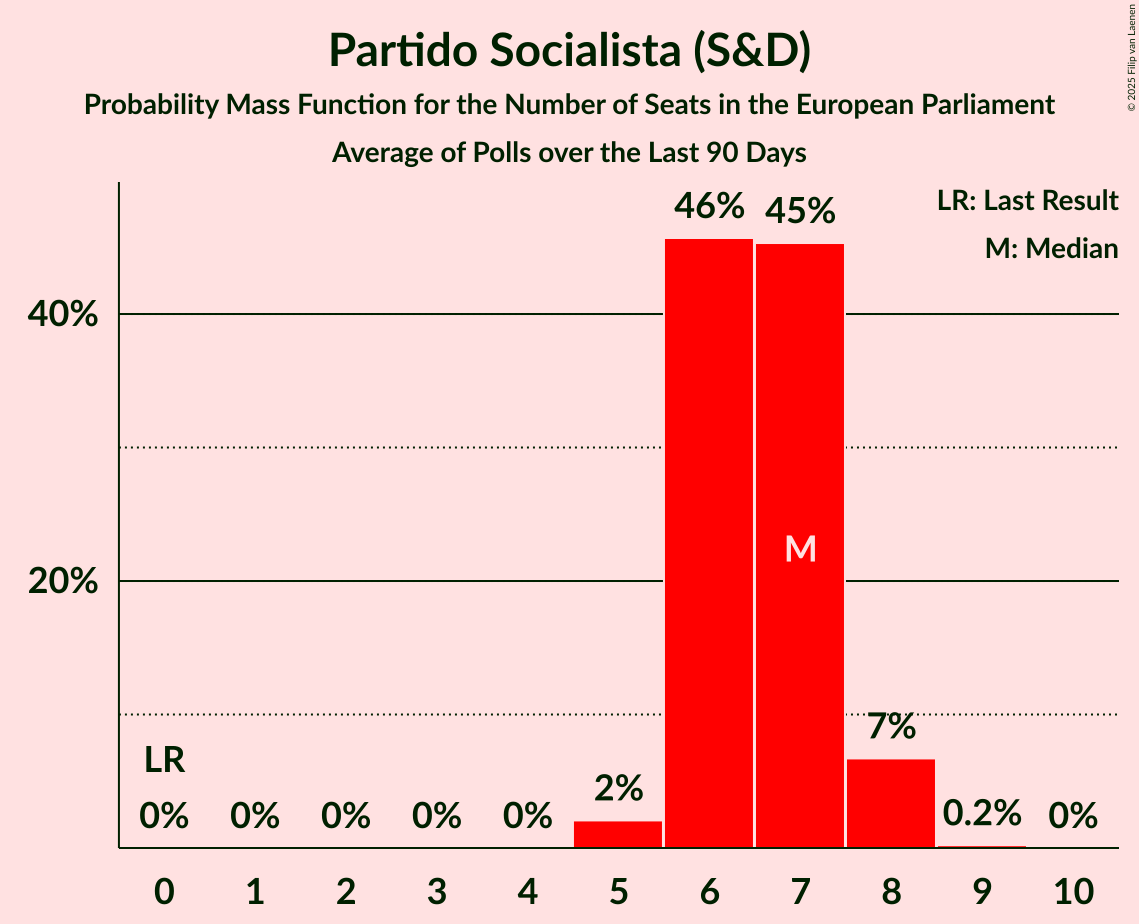 Partido Socialista (S&D)
Probability Mass Function for the Number of Seats in the European Parliament
Average of Polls over the Last 90 Days
© 2025 Filip van Laenen
LR: Last Result
M: Median
46%
45%
40%
20%
M
LR
0%
0%
0%
0%
0%
2%
7%
0.2%
0%
0 1 2 3 4 5 6 7 8 9 10